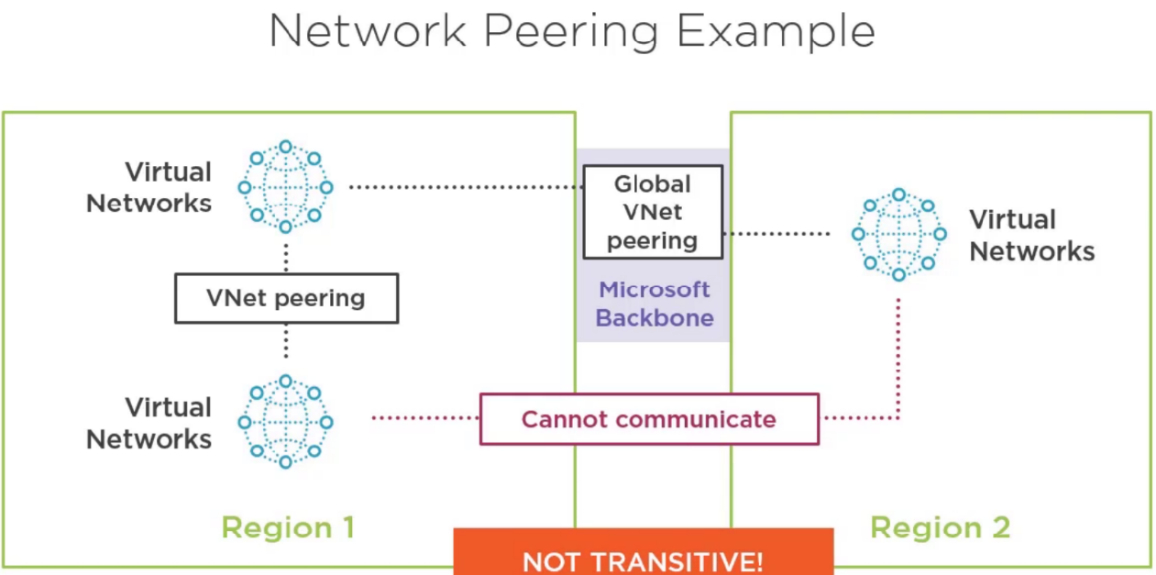 Network Peering Example
Virtual
Networks
Global
VNet
peering
Virtual
Networks
VNet peering
Microsoft
Backbone
Virtual
Networks
Cannot communicate
Region 1
Region 2
NOT TRANSITIVE!